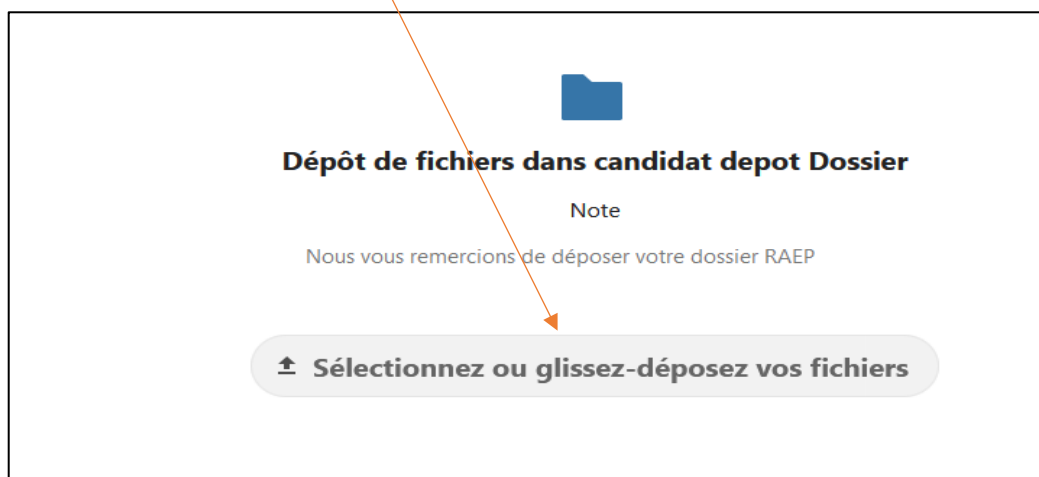 Dépôt de fichiers dans candidat depot Dossier
Note
Nous vous remercions de déposer votre dossier RAEP
Sélectionnez ou glissez-déposez vos fichiers